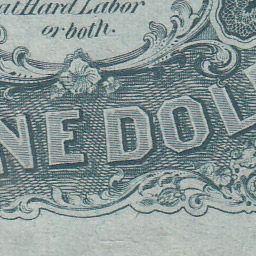 at Hard Labor
or both.
NE DOL